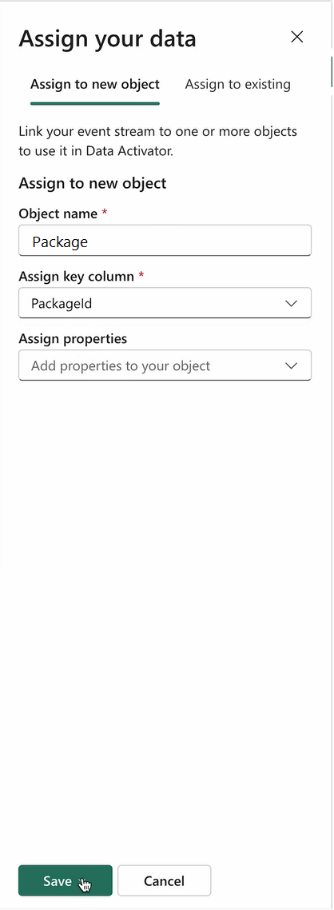 Assign your data
Assign to new object
Assign to existing
Link your event stream to one or more objects
to use it in Data Activator.
Assign to new object
Object name *
Package
Assign key column *
PackageId
Assign properties
Add properties to your object
Save
Cancel